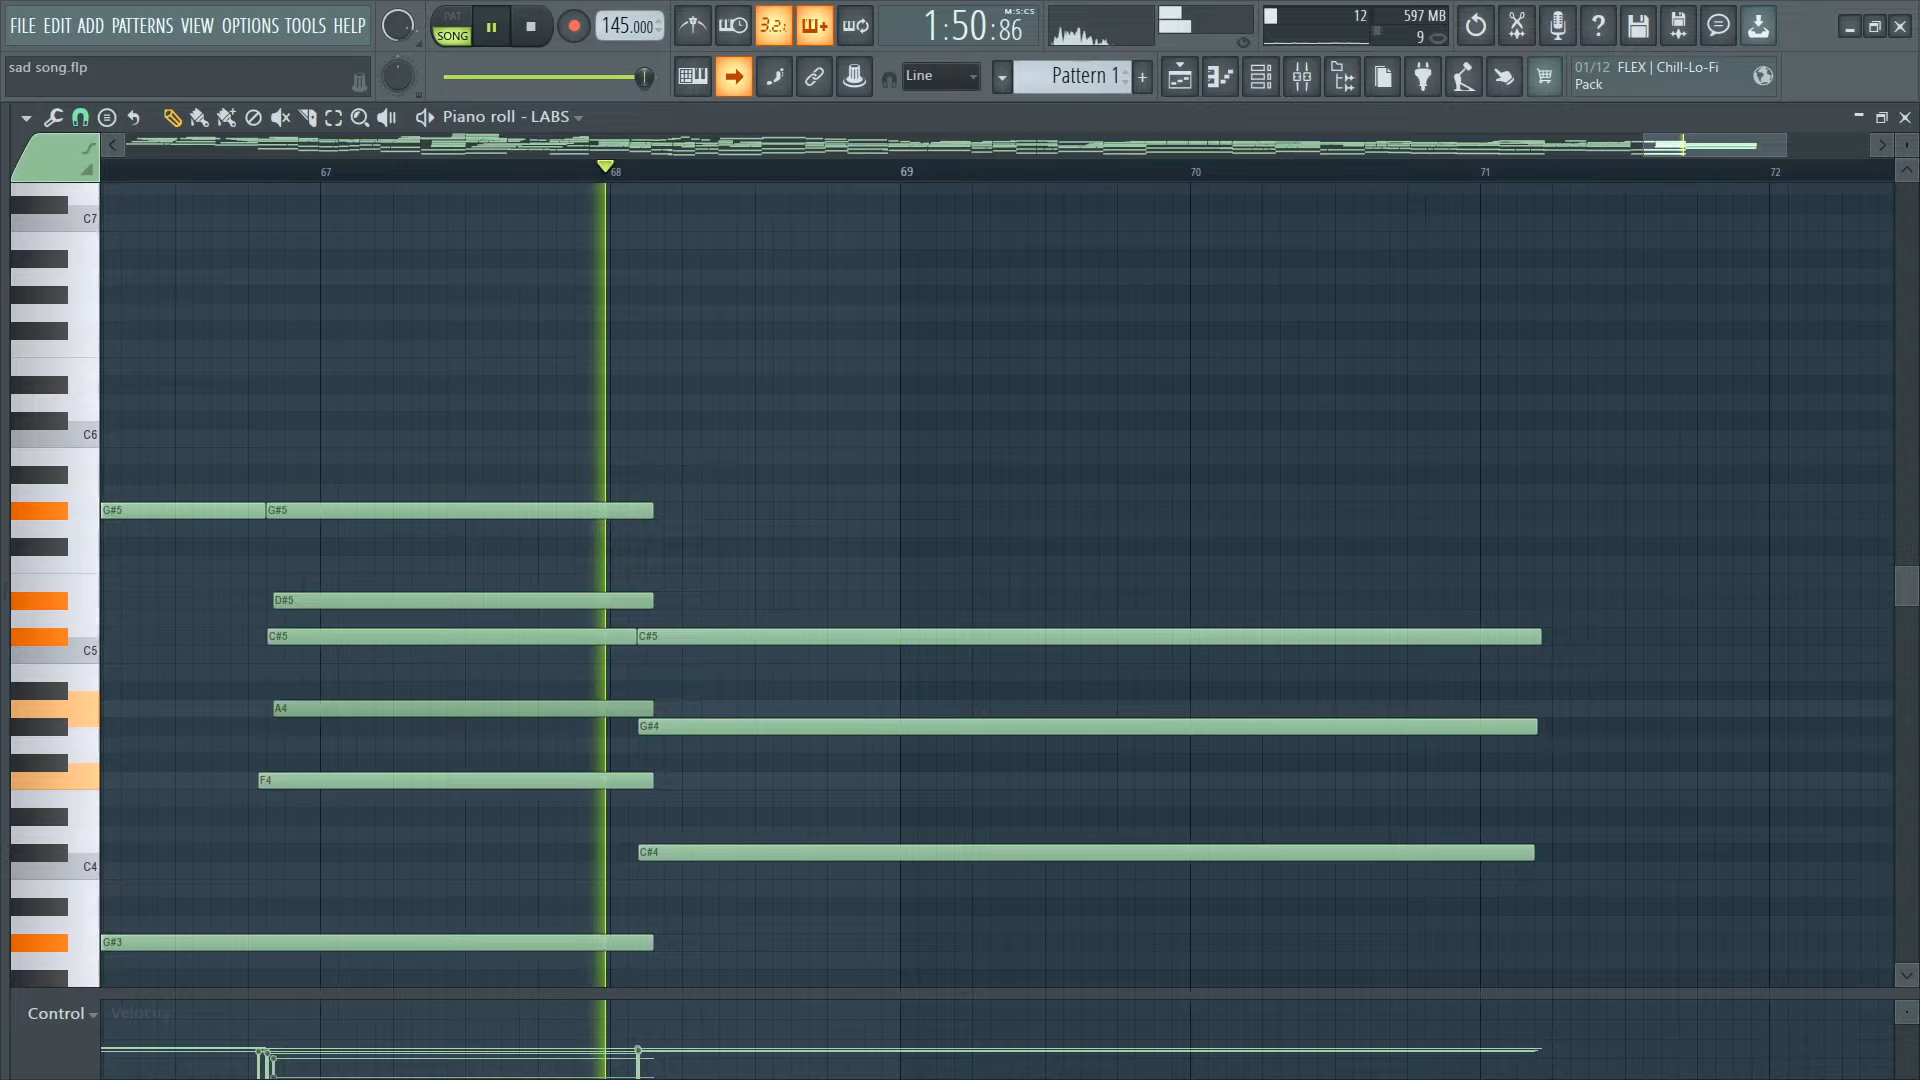 FILE EDIT ADD PATTERNS VIEW OPTIONS TOOLS HELP
PAT
SONG
145.000
3.2.
1:50:86
M:S:CS
12
597 MB
9
sad song.flp
Line
Pattern 1
+
01/12 FLEX | Chill-Lo-Fi
Pack
Piano roll - LABS
67
68
69
70
71
72
C7
C6
G#5 G#5
D#5
C#5 C#5
C5
A4
G#4
F4
C#4
C4
G#3
Control
Velocity